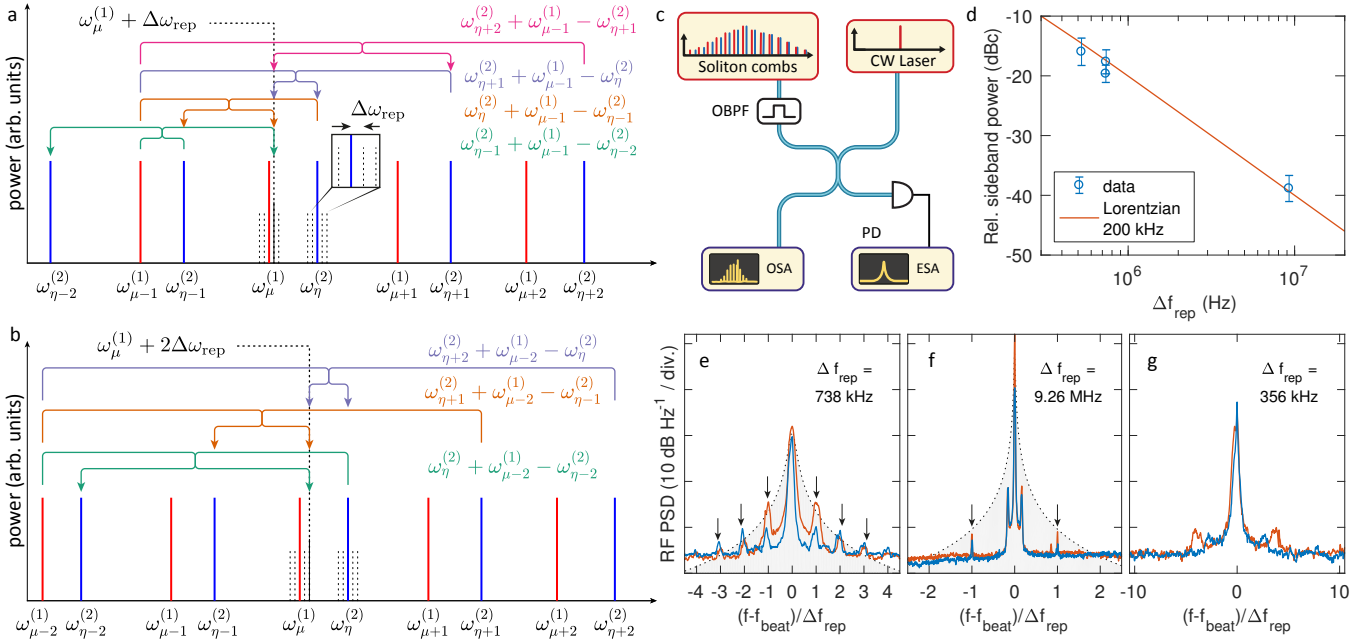 a
ω_μ^(1) + Δω_rep
ω_{η+2}^(2) + ω_{μ−1}^(1) − ω_{η+1}^(2)
ω_{η+1}^(2) + ω_{μ−1}^(1) − ω_η^(2)
ω_η^(2) + ω_{μ−1}^(1) − ω_{η−1}^(2)
ω_{η−1}^(2) + ω_{μ−1}^(1) − ω_{η−2}^(2)
Δω_rep
power (arb. units)
ω_{η−2}^(2) ω_{μ−1}^(1) ω_{η−1}^(2) ω_μ^(1) ω_η^(2) ω_{μ+1}^(1) ω_{η+1}^(2) ω_{μ+2}^(1) ω_{η+2}^(2)
b
ω_μ^(1) + 2Δω_rep
ω_{η+2}^(2) + ω_{μ−2}^(1) − ω_η^(2)
ω_{η+1}^(2) + ω_{μ−2}^(1) − ω_{η−1}^(2)
ω_η^(2) + ω_{μ−2}^(1) − ω_{η−2}^(2)
power (arb. units)
ω_{μ−2}^(1) ω_{η−2}^(2) ω_{μ−1}^(1) ω_{η−1}^(2) ω_μ^(1) ω_η^(2) ω_{μ+1}^(1) ω_{η+1}^(2) ω_{μ+2}^(1) ω_{η+2}^(2)
c
Soliton combs
CW Laser
OBPF
PD
OSA
ESA
d
Rel. sideband power (dBc)
-10
-20
-30
-40
-50
data
Lorentzian
200 kHz
10^6 10^7
Δf_rep (Hz)
e
Δ f_rep =
738 kHz
RF PSD (10 dB Hz^-1 / div.)
-4 -3 -2 -1 0 1 2 3 4
(f-f_beat)/Δf_rep
f
Δ f_rep =
9.26 MHz
-2 -1 0 1 2
(f-f_beat)/Δf_rep
g
Δ f_rep =
356 kHz
-10 0 10
(f-f_beat)/Δf_rep